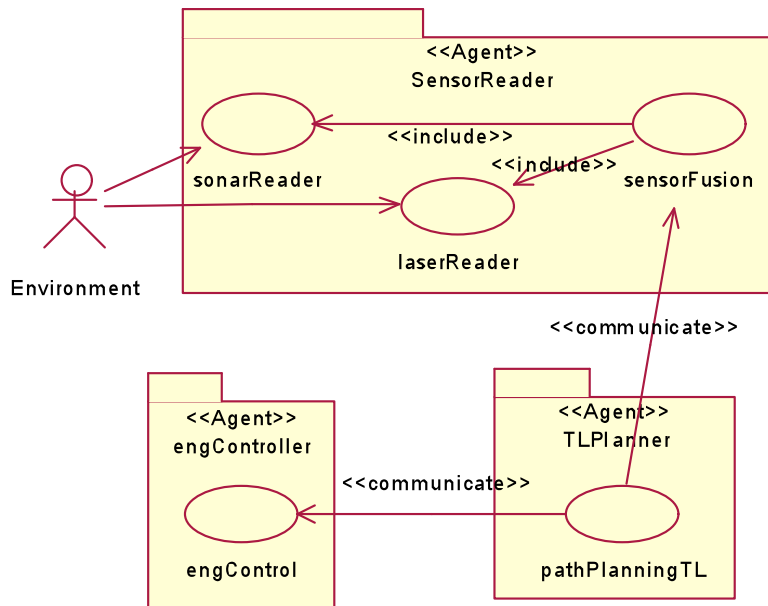 <<Agent>>
SensorReader
<<include>>
<<include>>
sonarReader
sensorFusion
laserReader
Environment
<<communicate>>
<<Agent>>
engController
<<Agent>>
TLPlanner
<<communicate>>
engControl
pathPlanningTL